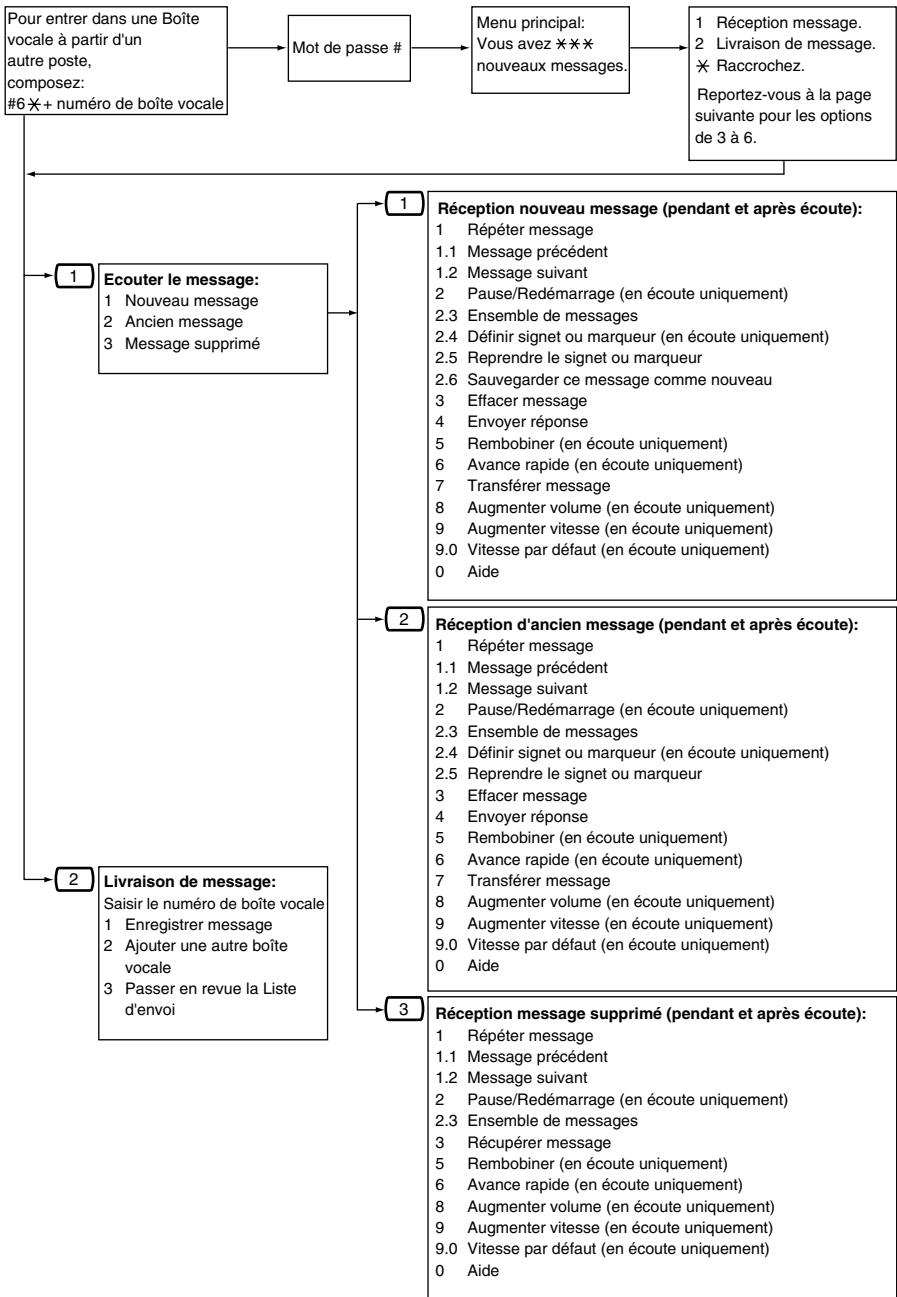 Pour entrer dans une Boîte
vocale à partir d'un
autre poste,
composez:
#6✳+ numéro de boîte vocale
Mot de passe #
Menu principal:
Vous avez ✳✳✳
nouveaux messages.
1 Réception message.
2 Livraison de message.
✳ Raccrochez.
Reportez-vous à la page
suivante pour les options
de 3 à 6.
1
Ecouter le message:
1 Nouveau message
2 Ancien message
3 Message supprimé
1
Réception nouveau message (pendant et après écoute):
1 Répéter message
1.1 Message précédent
1.2 Message suivant
2 Pause/Redémarrage (en écoute uniquement)
2.3 Ensemble de messages
2.4 Définir signet ou marqueur (en écoute uniquement)
2.5 Reprendre le signet ou marqueur
2.6 Sauvegarder ce message comme nouveau
3 Effacer message
4 Envoyer réponse
5 Rembobiner (en écoute uniquement)
6 Avance rapide (en écoute uniquement)
7 Transférer message
8 Augmenter volume (en écoute uniquement)
9 Augmenter vitesse (en écoute uniquement)
9.0 Vitesse par défaut (en écoute uniquement)
0 Aide
2
Réception d'ancien message (pendant et après écoute):
1 Répéter message
1.1 Message précédent
1.2 Message suivant
2 Pause/Redémarrage (en écoute uniquement)
2.3 Ensemble de messages
2.4 Définir signet ou marqueur (en écoute uniquement)
2.5 Reprendre le signet ou marqueur
3 Effacer message
4 Envoyer réponse
5 Rembobiner (en écoute uniquement)
6 Avance rapide (en écoute uniquement)
7 Transférer message
8 Augmenter volume (en écoute uniquement)
9 Augmenter vitesse (en écoute uniquement)
9.0 Vitesse par défaut (en écoute uniquement)
0 Aide
2
Livraison de message:
Saisir le numéro de boîte vocale
1 Enregistrer message
2 Ajouter une autre boîte
vocale
3 Passer en revue la Liste
d'envoi
3
Réception message supprimé (pendant et après écoute):
1 Répéter message
1.1 Message précédent
1.2 Message suivant
2 Pause/Redémarrage (en écoute uniquement)
2.3 Ensemble de messages
3 Récupérer message
5 Rembobiner (en écoute uniquement)
6 Avance rapide (en écoute uniquement)
8 Augmenter volume (en écoute uniquement)
9 Augmenter vitesse (en écoute uniquement)
9.0 Vitesse par défaut (en écoute uniquement)
0 Aide